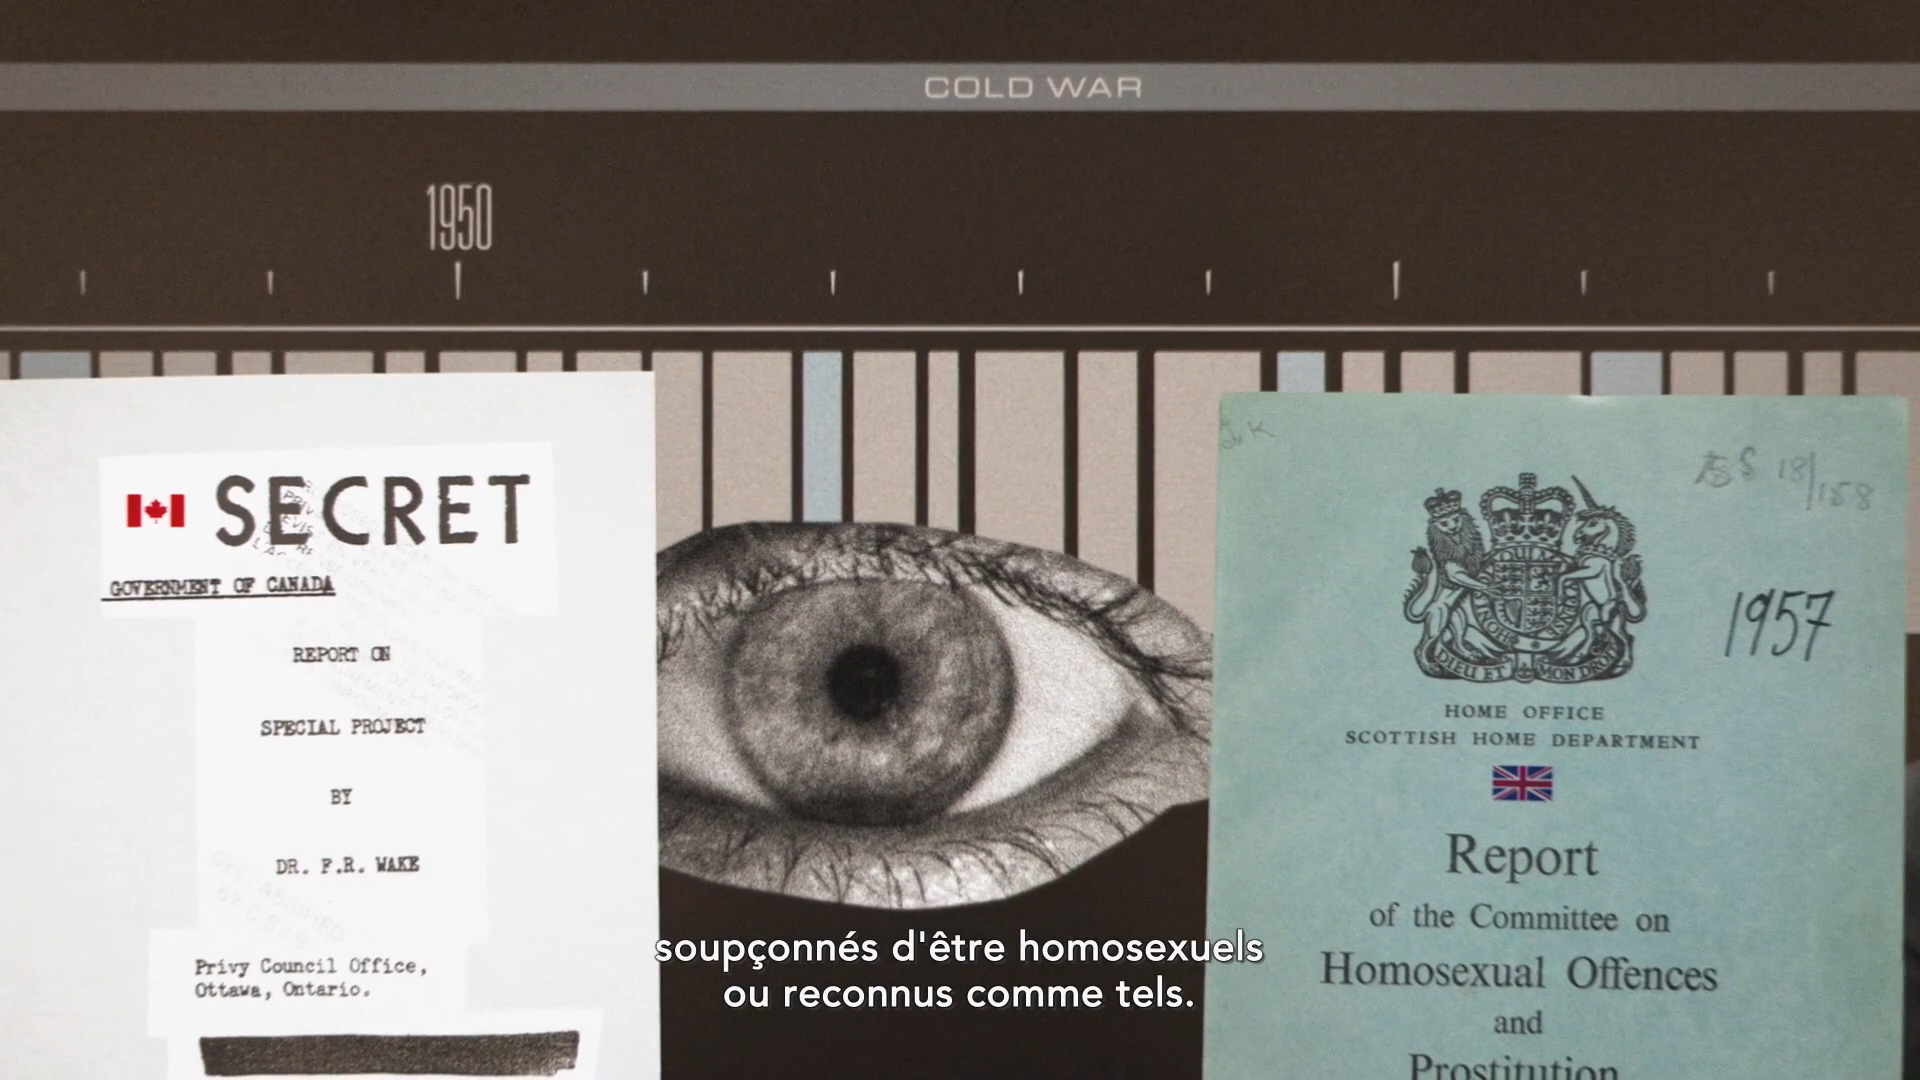 COLD WAR
1950
SECRET
GOVERNMENT OF CANADA
REPORT ON
SPECIAL PROJECT
BY
DR. F.R. WAKE
Privy Council Office,
Ottawa, Ontario.
1957
DIEU ET MON DROIT
HOME OFFICE
SCOTTISH HOME DEPARTMENT
Report
of the Committee on
Homosexual Offences
and
Prostitution
soupçonnés d'être homosexuels
ou reconnus comme tels.